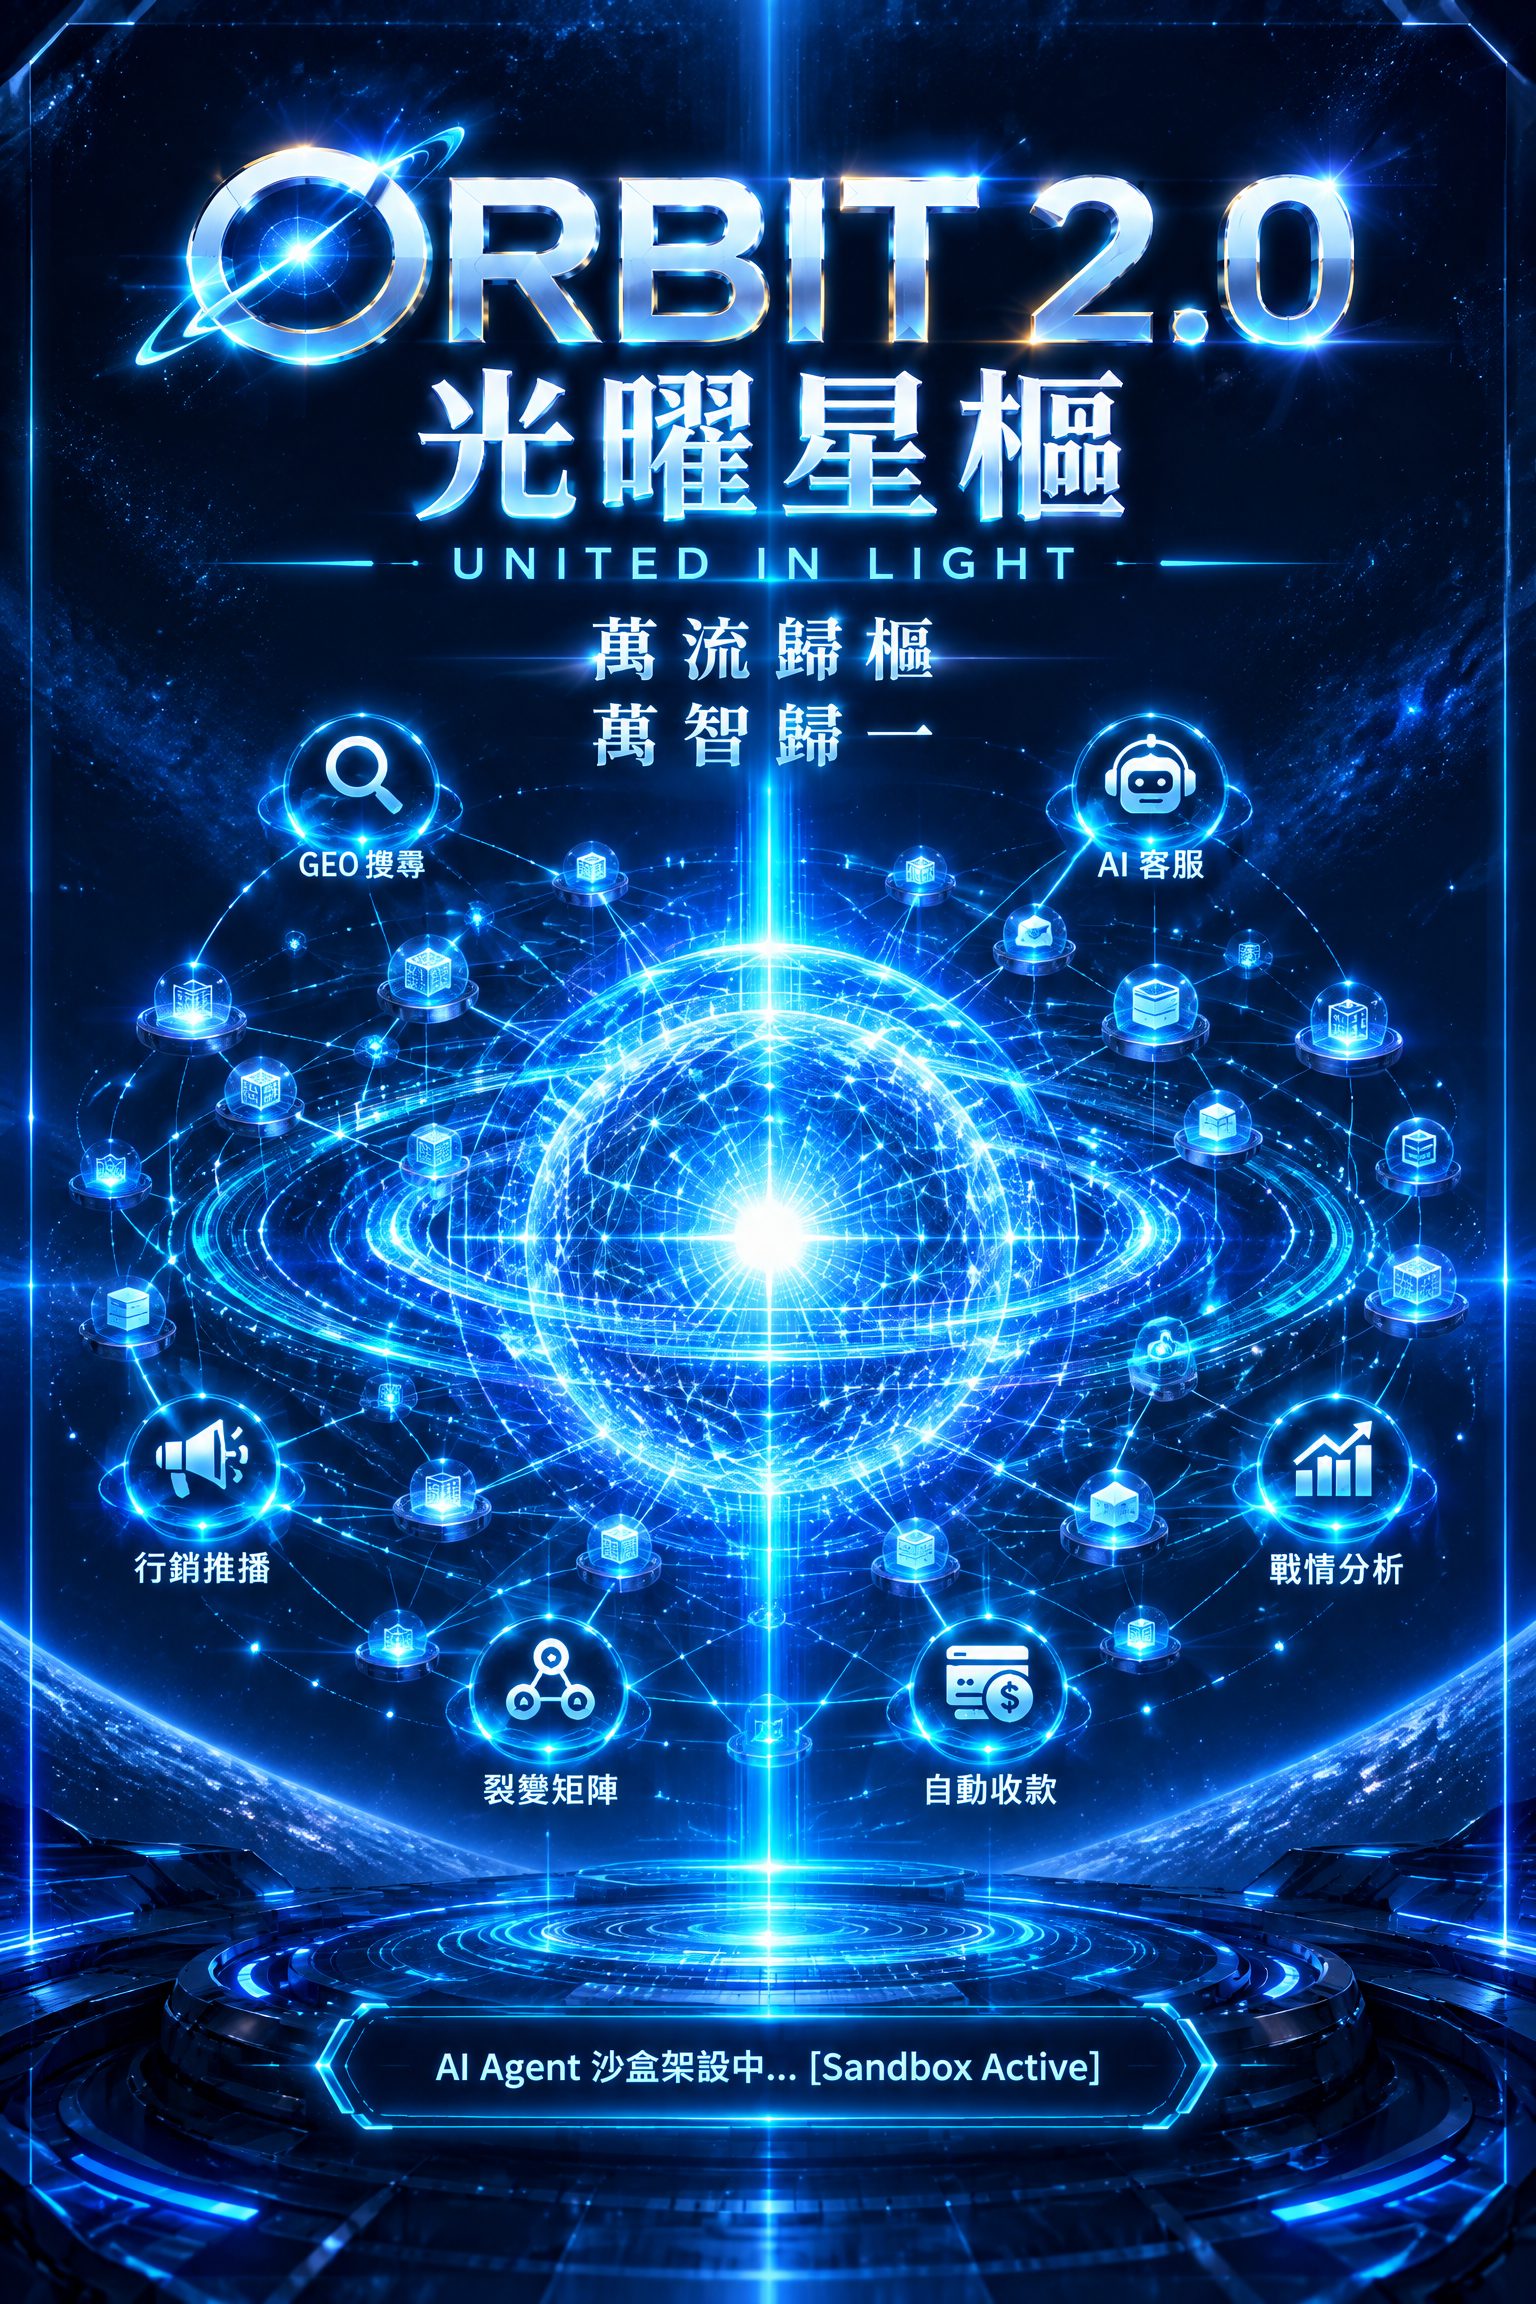 ORBIT 2.0
光曜星樞
UNITED IN LIGHT
萬流歸樞
萬智歸一
GEO 搜尋
AI 客服
行銷推播
戰情分析
裂變矩陣
自動收款
AI Agent 沙盒架設中... [Sandbox Active]